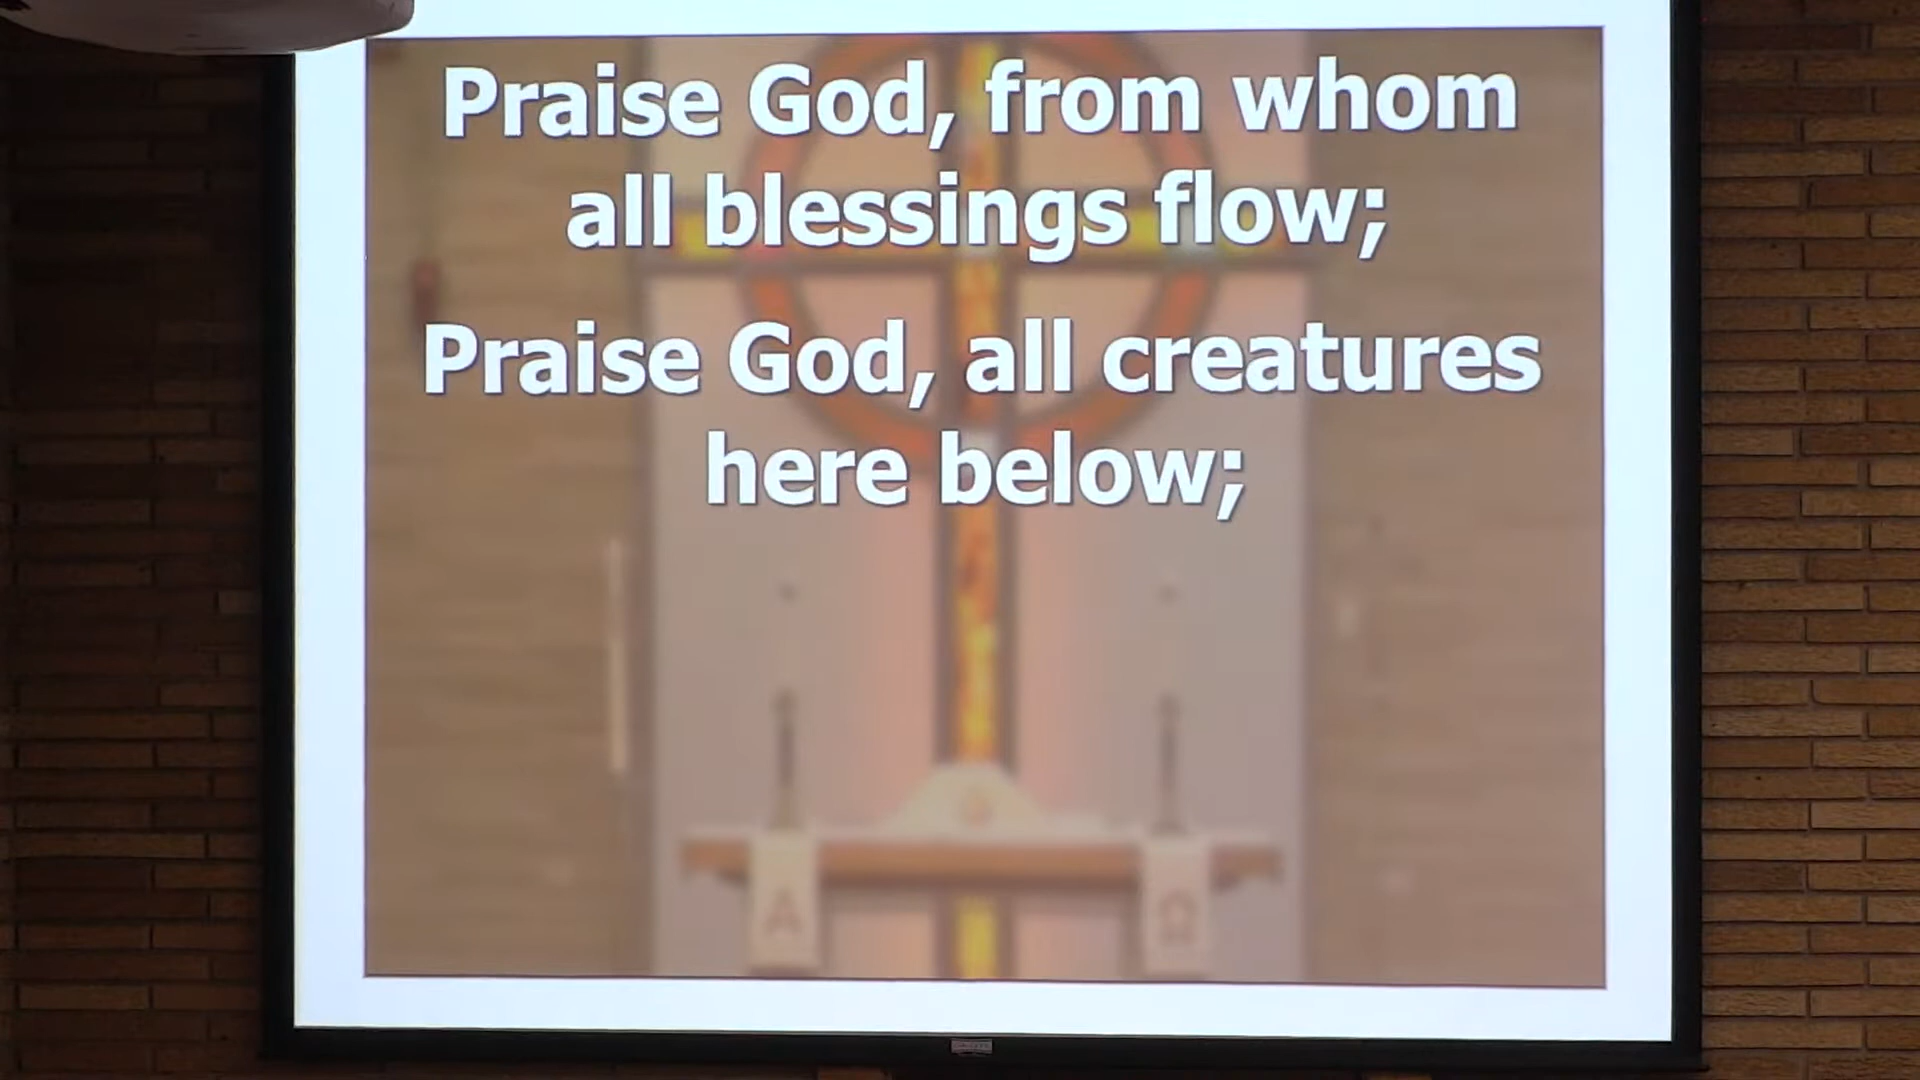 Praise God, from whom
all blessings flow;
Praise God, all creatures
here below;
Α
Ω